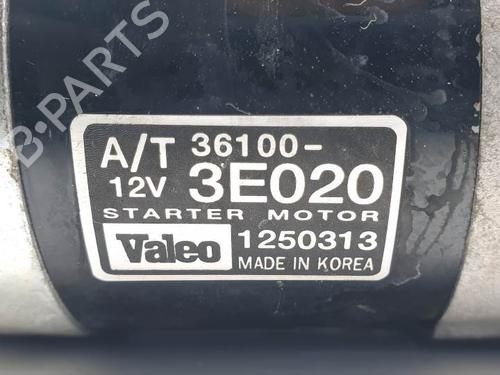 B-PARTS
A/T 36100-
12V 3E020
STARTER MOTOR
Valeo 1250313
MADE IN KOREA